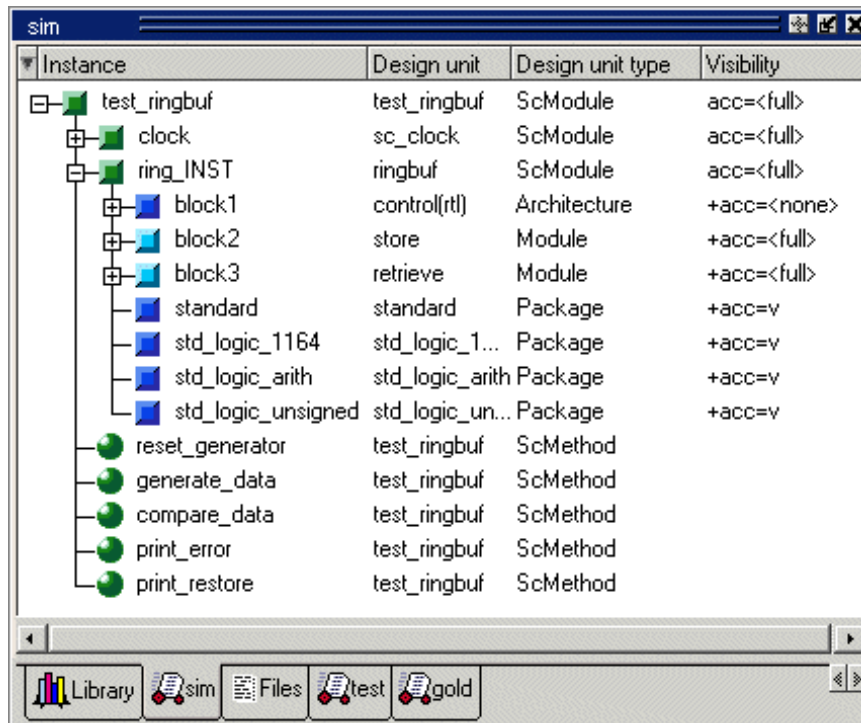 sim
Instance Design unit Design unit type Visibility
test_ringbuf test_ringbuf ScModule acc=<full>
clock sc_clock ScModule acc=<full>
ring_INST ringbuf ScModule acc=<full>
block1 control(rtl) Architecture +acc=<none>
block2 store Module +acc=<full>
block3 retrieve Module +acc=<full>
standard standard Package +acc=v
std_logic_1164 std_logic_1... Package +acc=v
std_logic_arith std_logic_arith Package +acc=v
std_logic_unsigned std_logic_un... Package +acc=v
reset_generator test_ringbuf ScMethod
generate_data test_ringbuf ScMethod
compare_data test_ringbuf ScMethod
print_error test_ringbuf ScMethod
print_restore test_ringbuf ScMethod
Library sim Files test gold